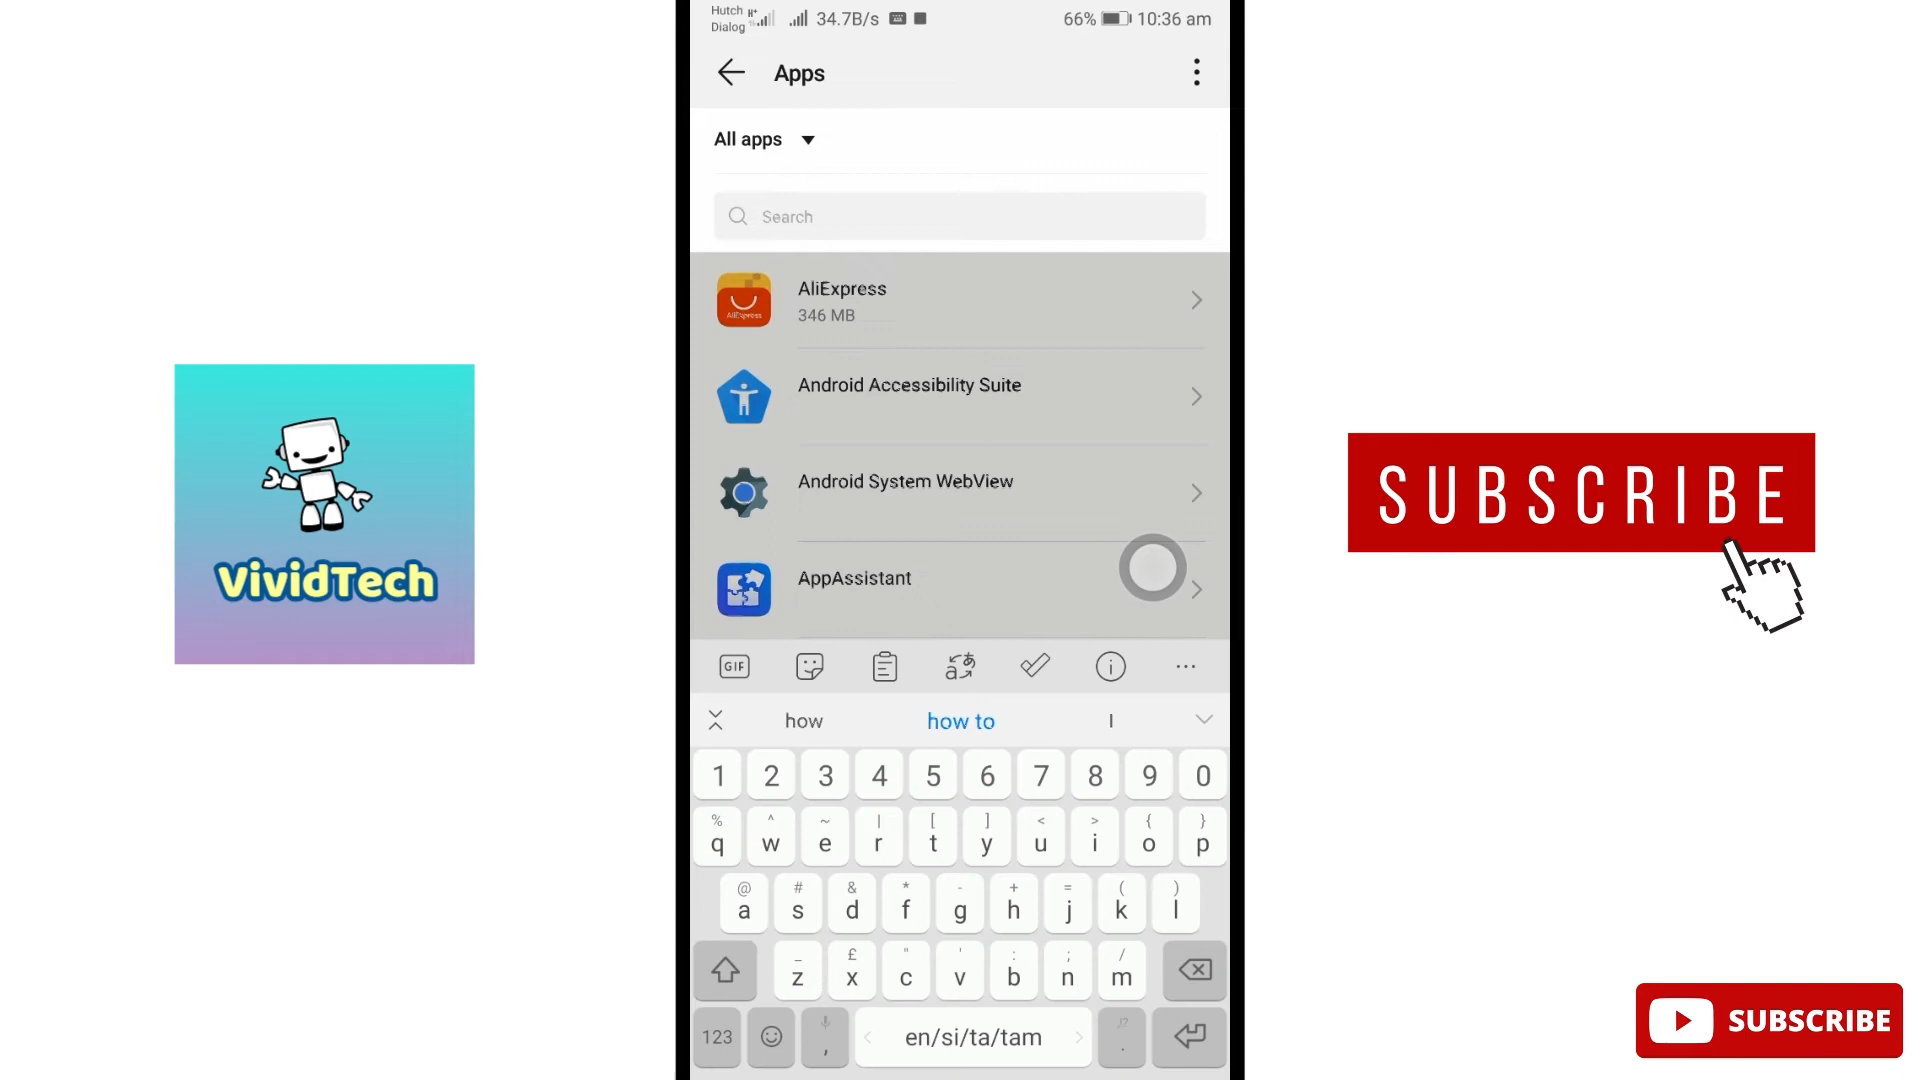 Hutch
Dialog
34.7B/s
66%
10:36 am
Apps
All apps
Search
AliExpress
AliExpress
346 MB
Android Accessibility Suite
Android System WebView
AppAssistant
GIF
how
how to
I
1 2 3 4 5 6 7 8 9 0
% ^ ~ | [ ] < > { }
q w e r t y u i o p
@ # & * - + = ( )
a s d f g h j k l
_ £ " ' : ; /
z x c v b n m
123
,
en/si/ta/tam
.
VividTech
SUBSCRIBE
SUBSCRIBE